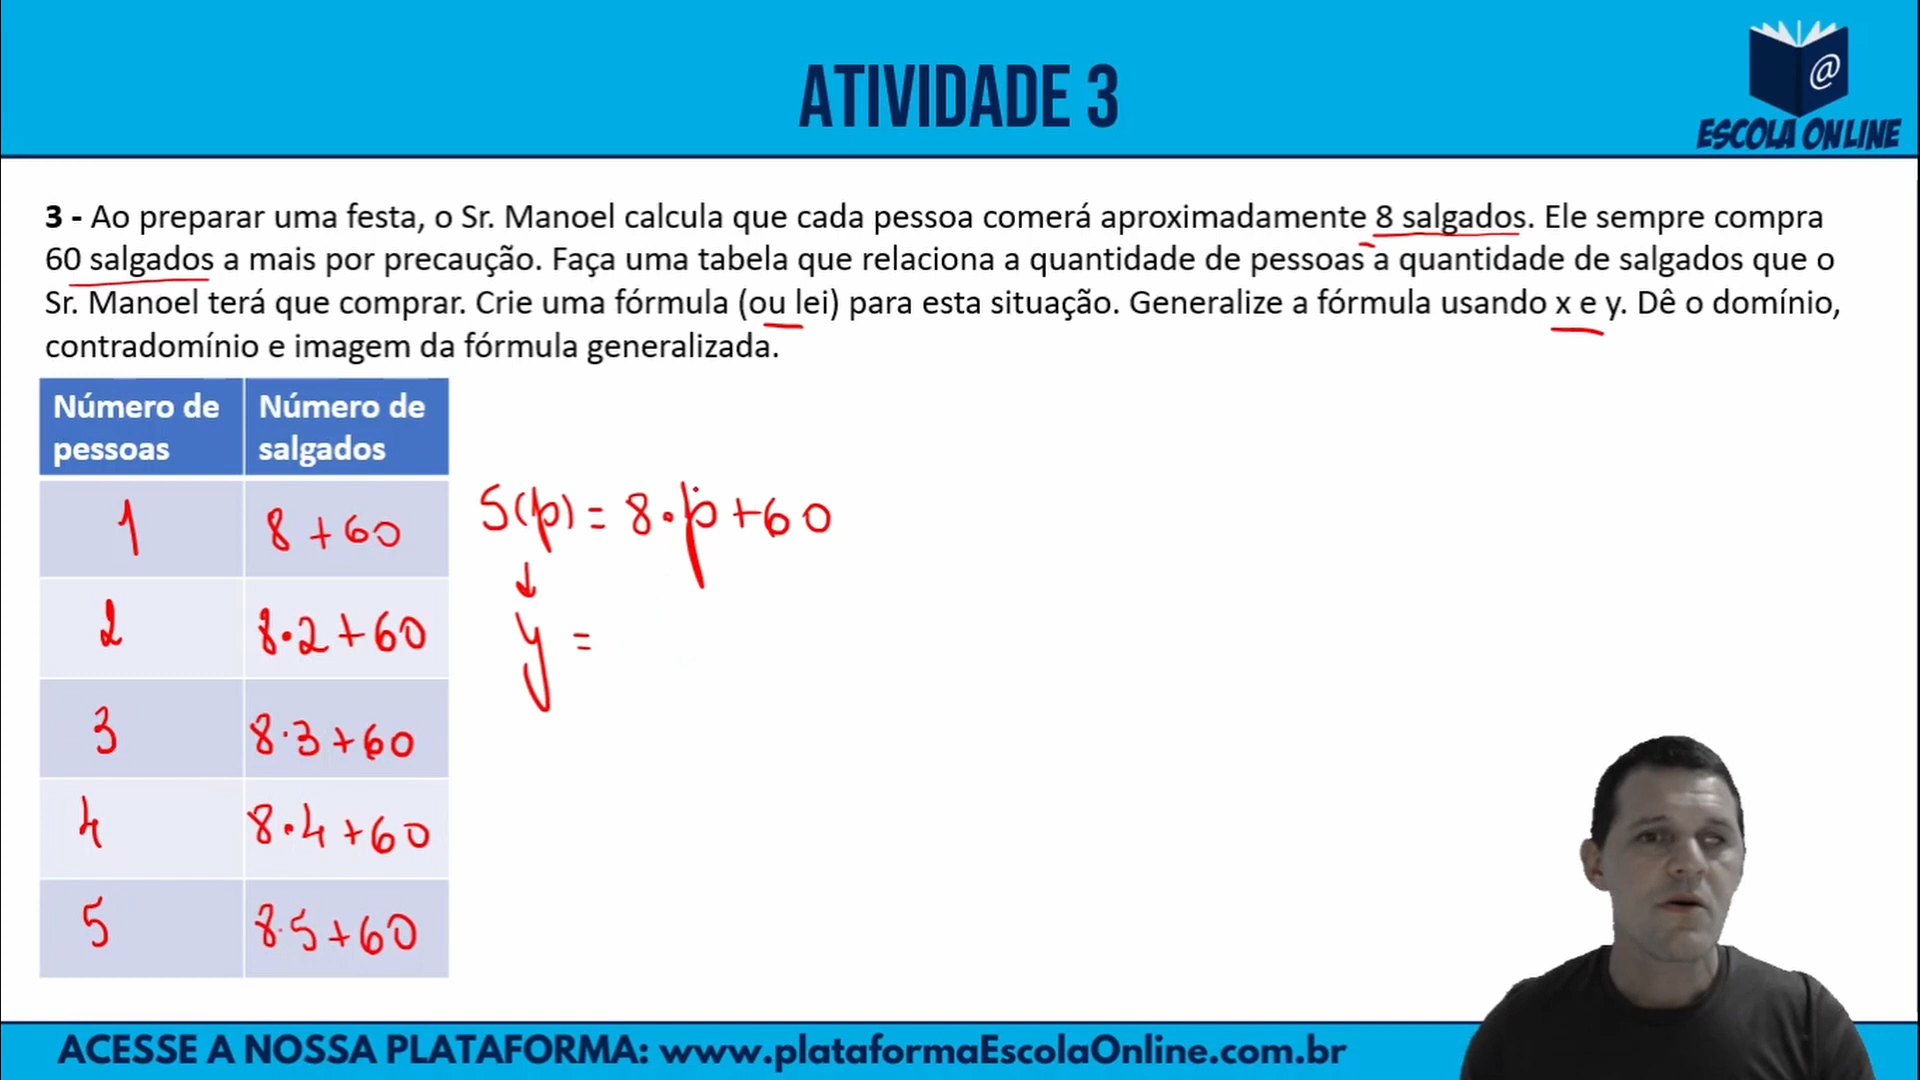 ATIVIDADE 3
@
ESCOLA ONLINE
3 - Ao preparar uma festa, o Sr. Manoel calcula que cada pessoa comerá aproximadamente 8 salgados. Ele sempre compra
60 salgados a mais por precaução. Faça uma tabela que relaciona a quantidade de pessoas a quantidade de salgados que o
Sr. Manoel terá que comprar. Crie uma fórmula (ou lei) para esta situação. Generalize a fórmula usando x e y. Dê o domínio,
contradomínio e imagem da fórmula generalizada.
Número de pessoas Número de salgados
1 8 + 60
2 8·2+60
3 8·3+60
4 8·4+60
5 8·5+60
S(p) = 8·p+60
↓
y =
ACESSE A NOSSA PLATAFORMA: www.plataformaEscolaOnline.com.br